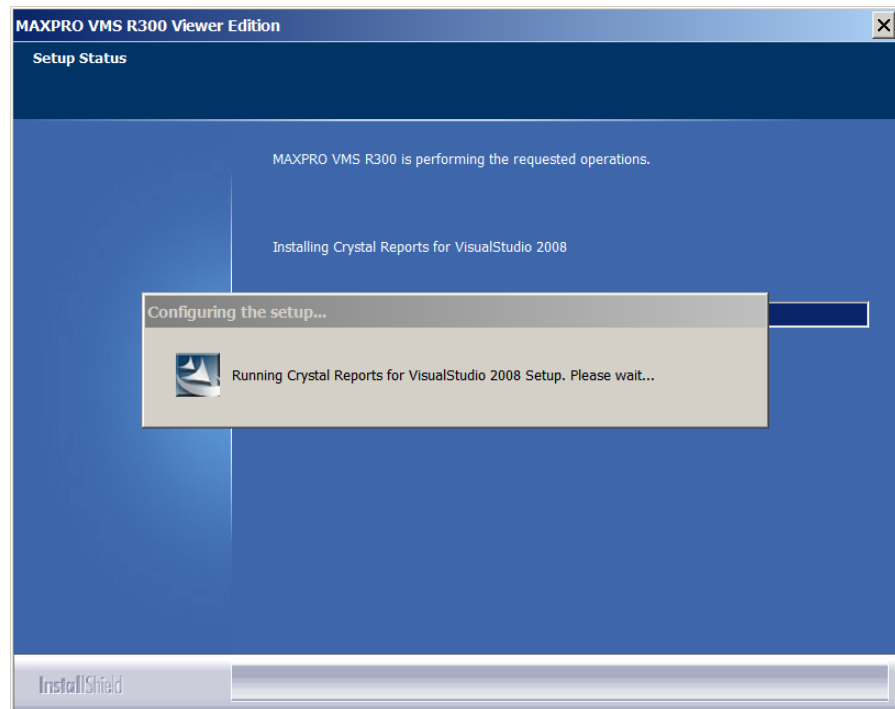 MAXPRO VMS R300 Viewer Edition
Setup Status
MAXPRO VMS R300 is performing the requested operations.
Installing Crystal Reports for VisualStudio 2008
Configuring the setup...
Running Crystal Reports for VisualStudio 2008 Setup. Please wait...
InstallShield